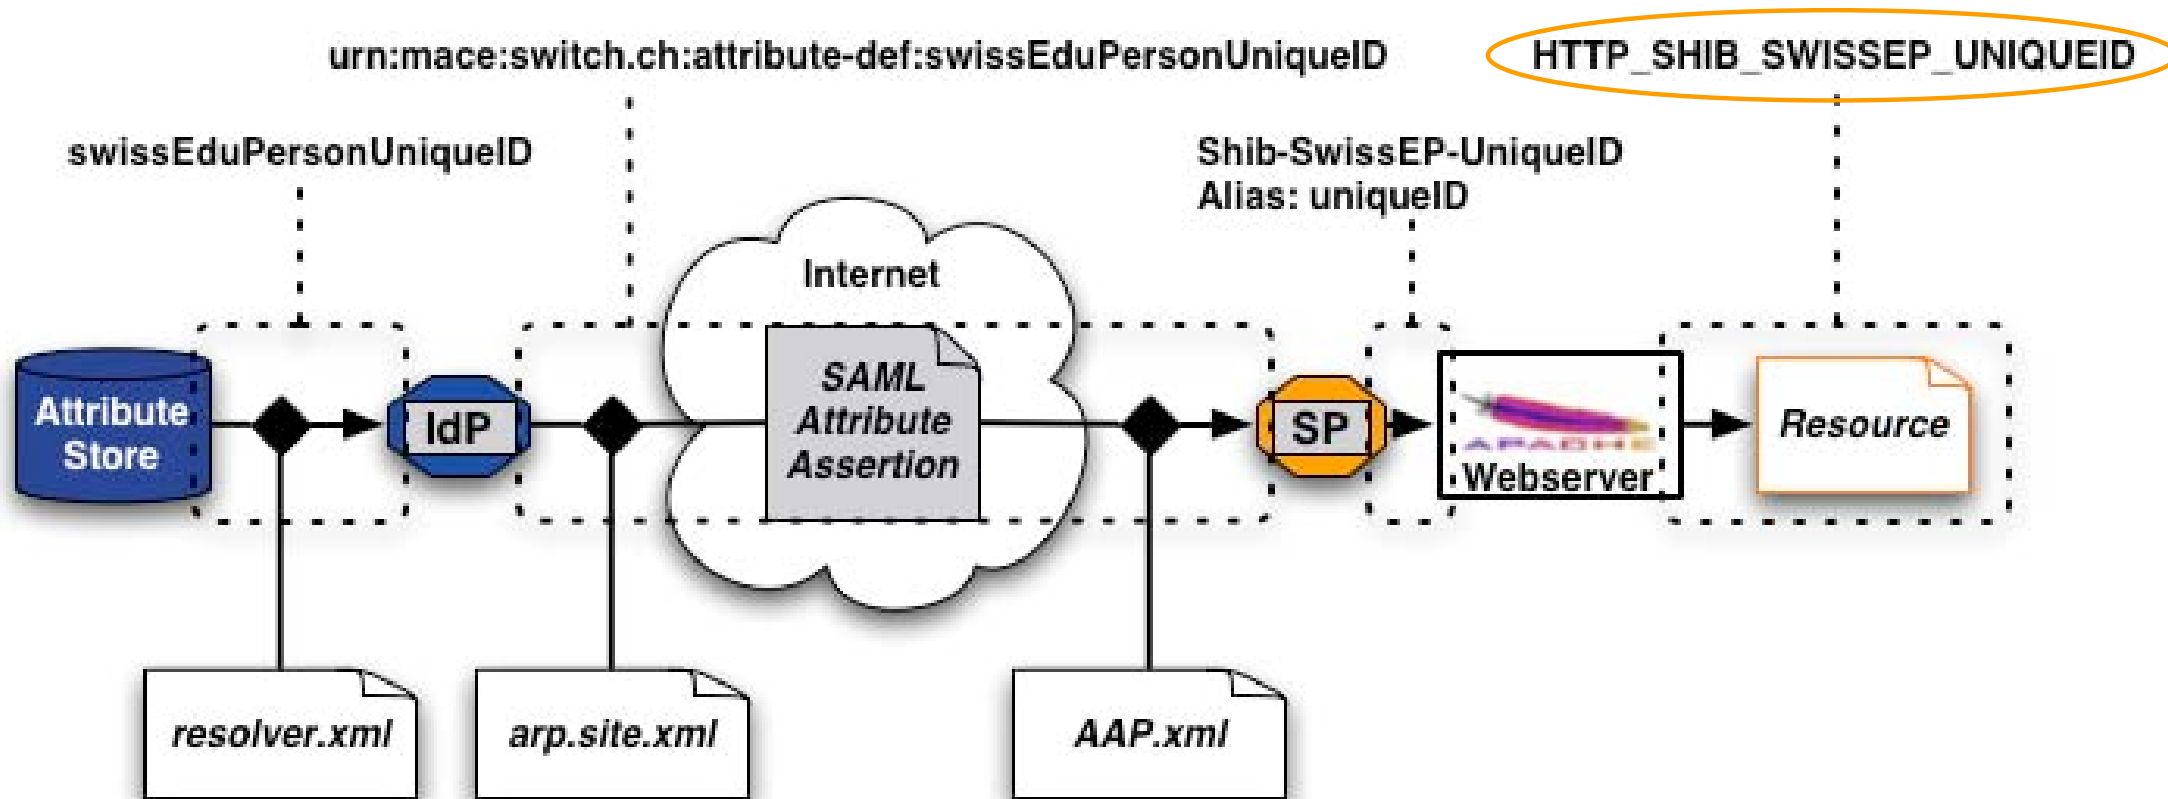 urn:mace:switch.ch:attribute-def:swissEduPersonUniqueID
HTTP_SHIB_SWISSEP_UNIQUEID
swissEduPersonUniqueID
Shib-SwissEP-UniqueID
Alias: uniqueID
Internet
Attribute
Store
IdP
SAML
Attribute
Assertion
SP
APACHE
Webserver
Resource
resolver.xml
arp.site.xml
AAP.xml